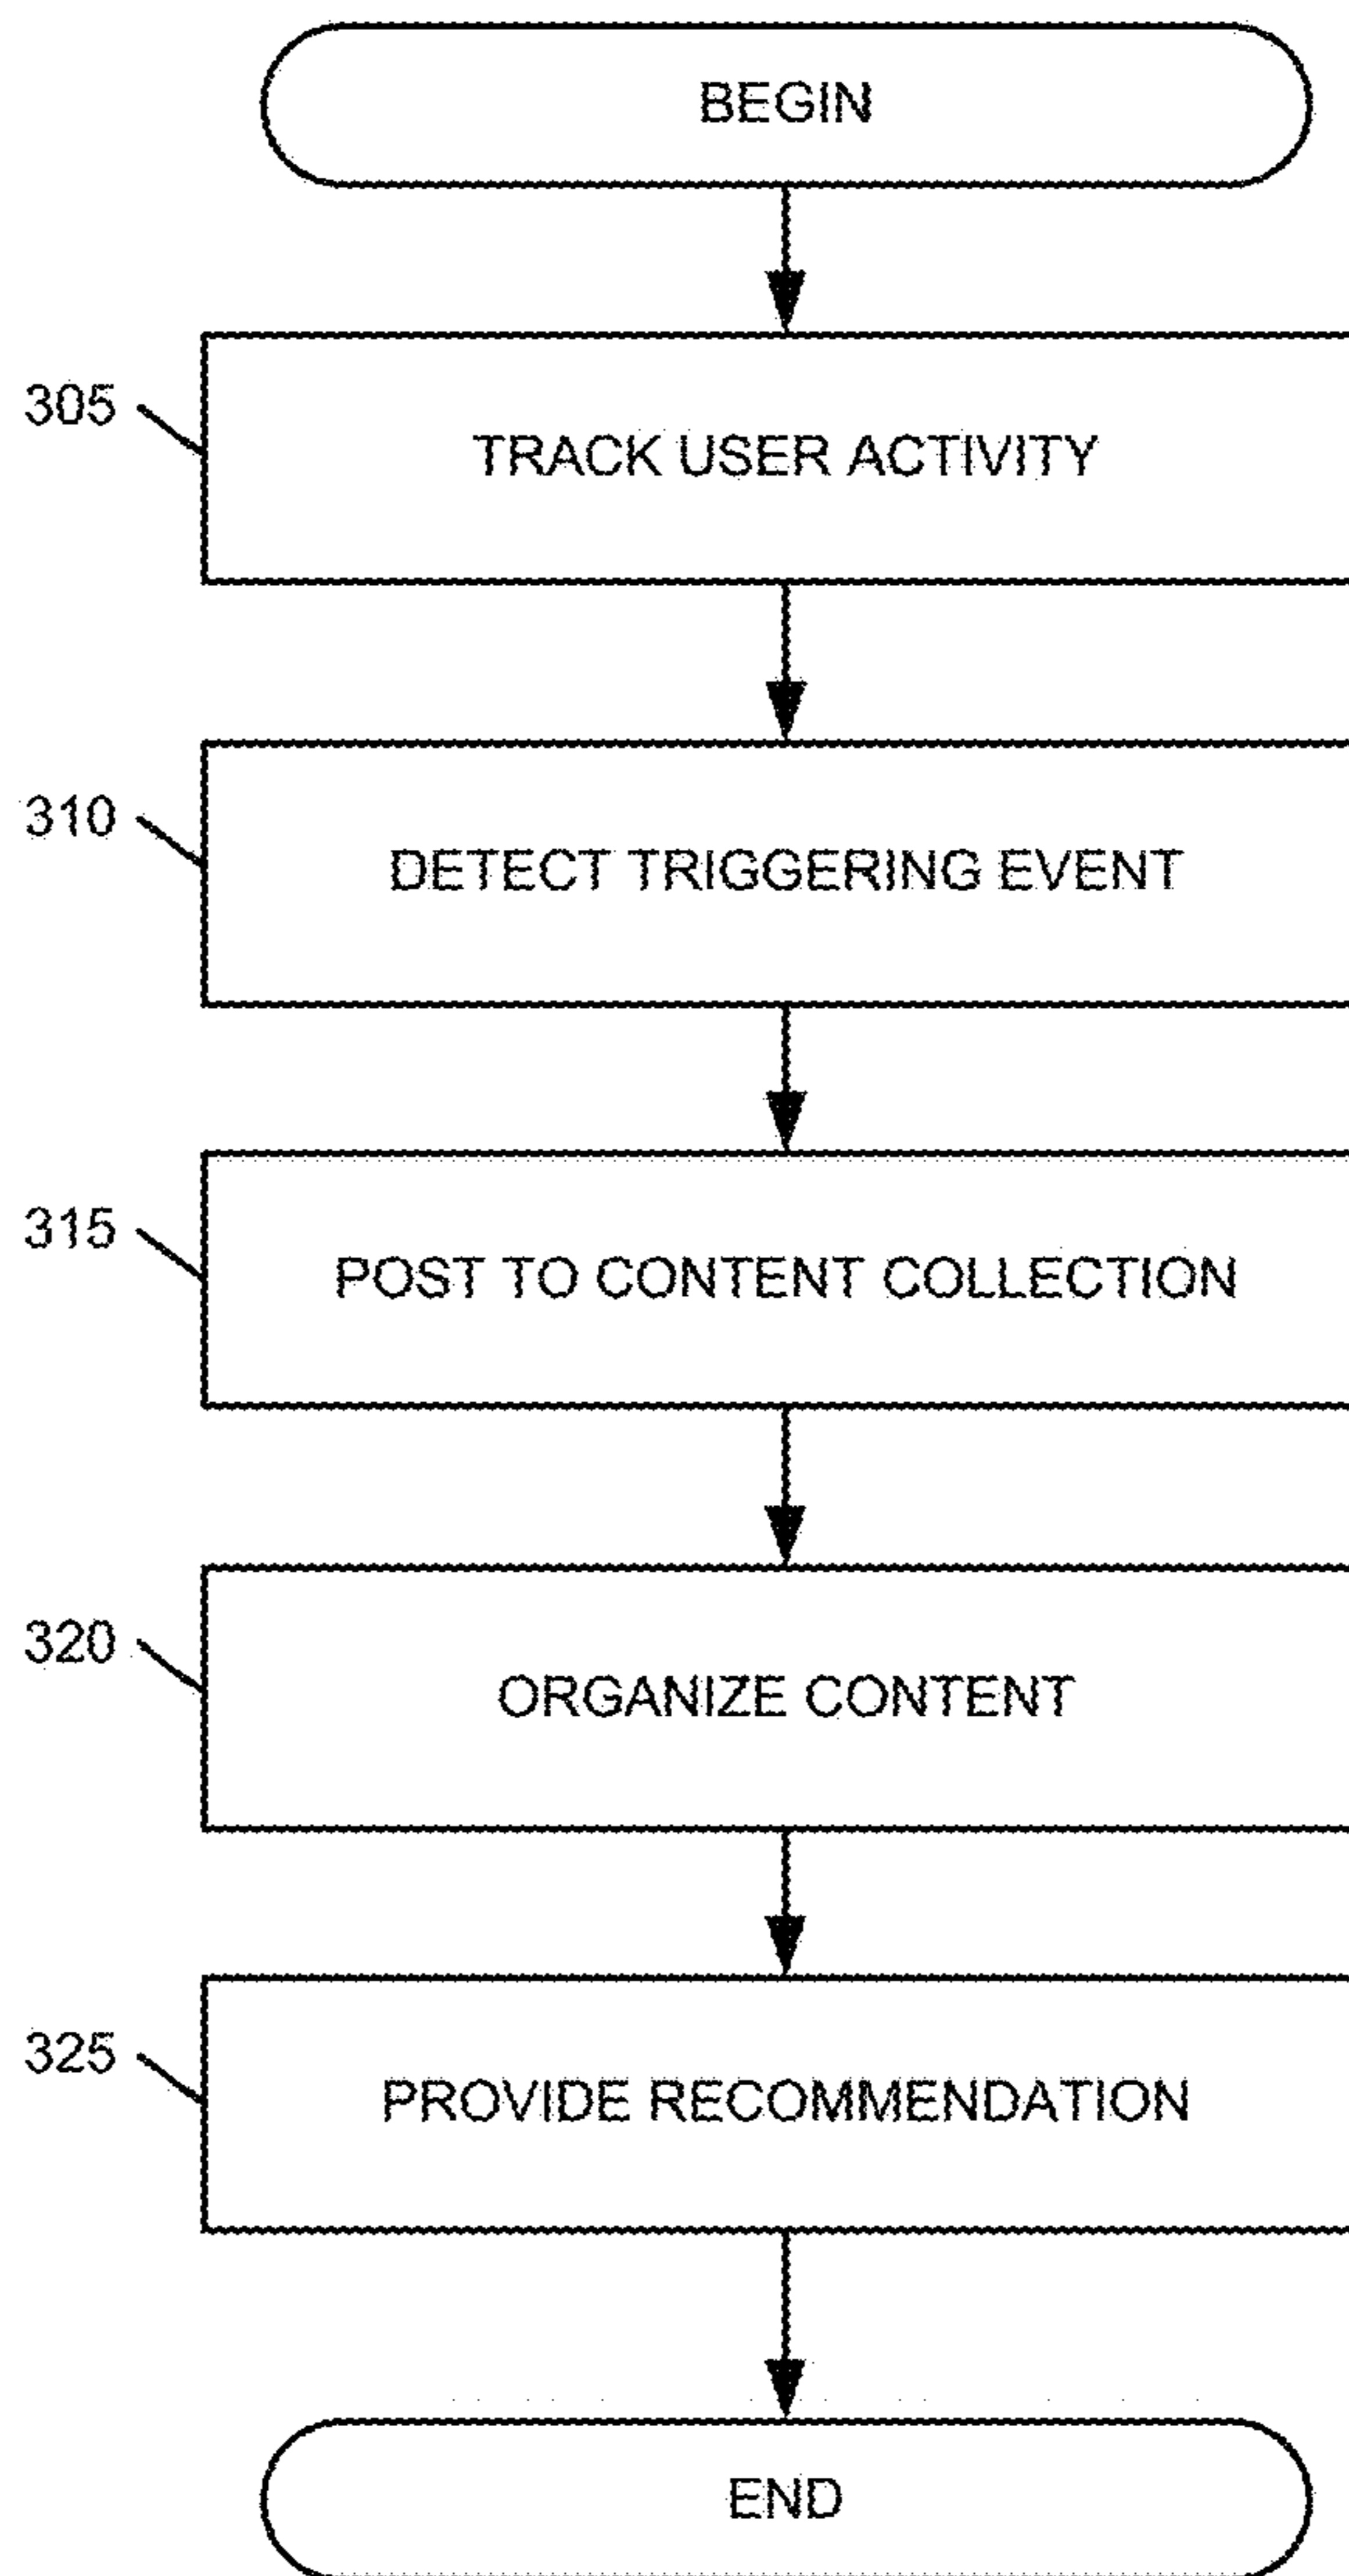 BEGIN
305
TRACK USER ACTIVITY
310
DETECT TRIGGERING EVENT
315
POST TO CONTENT COLLECTION
320
ORGANIZE CONTENT
325
PROVIDE RECOMMENDATION
END